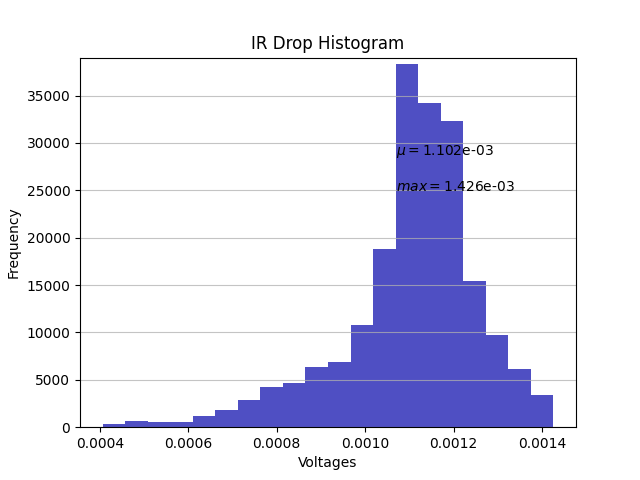 IR Drop Histogram
35000
30000
25000
20000
15000
10000
5000
0
Frequency
μ = 1.102e-03
max = 1.426e-03
0.0004 0.0006 0.0008 0.0010 0.0012 0.0014
Voltages